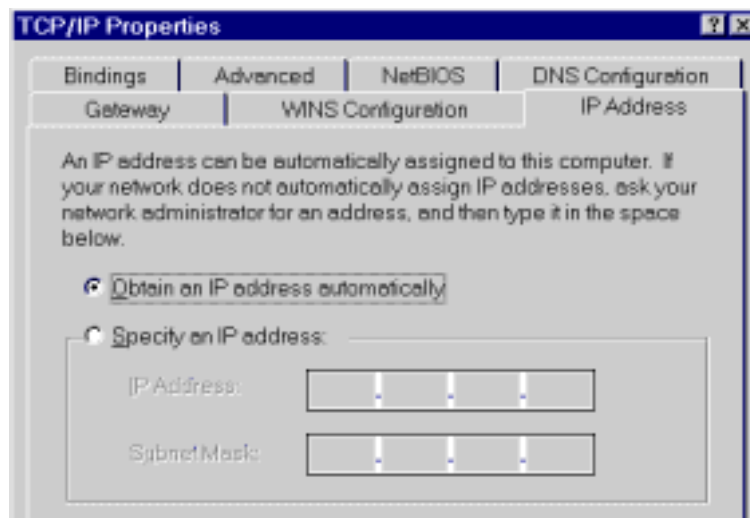 TCP/IP Properties
? ×
Bindings Advanced NetBIOS DNS Configuration
Gateway WINS Configuration IP Address
An IP address can be automatically assigned to this computer. If
your network does not automatically assign IP addresses, ask your
network administrator for an address, and then type it in the space
below.
Obtain an IP address automatically
Specify an IP address:
IP Address:
. . .
Subnet Mask:
. . .